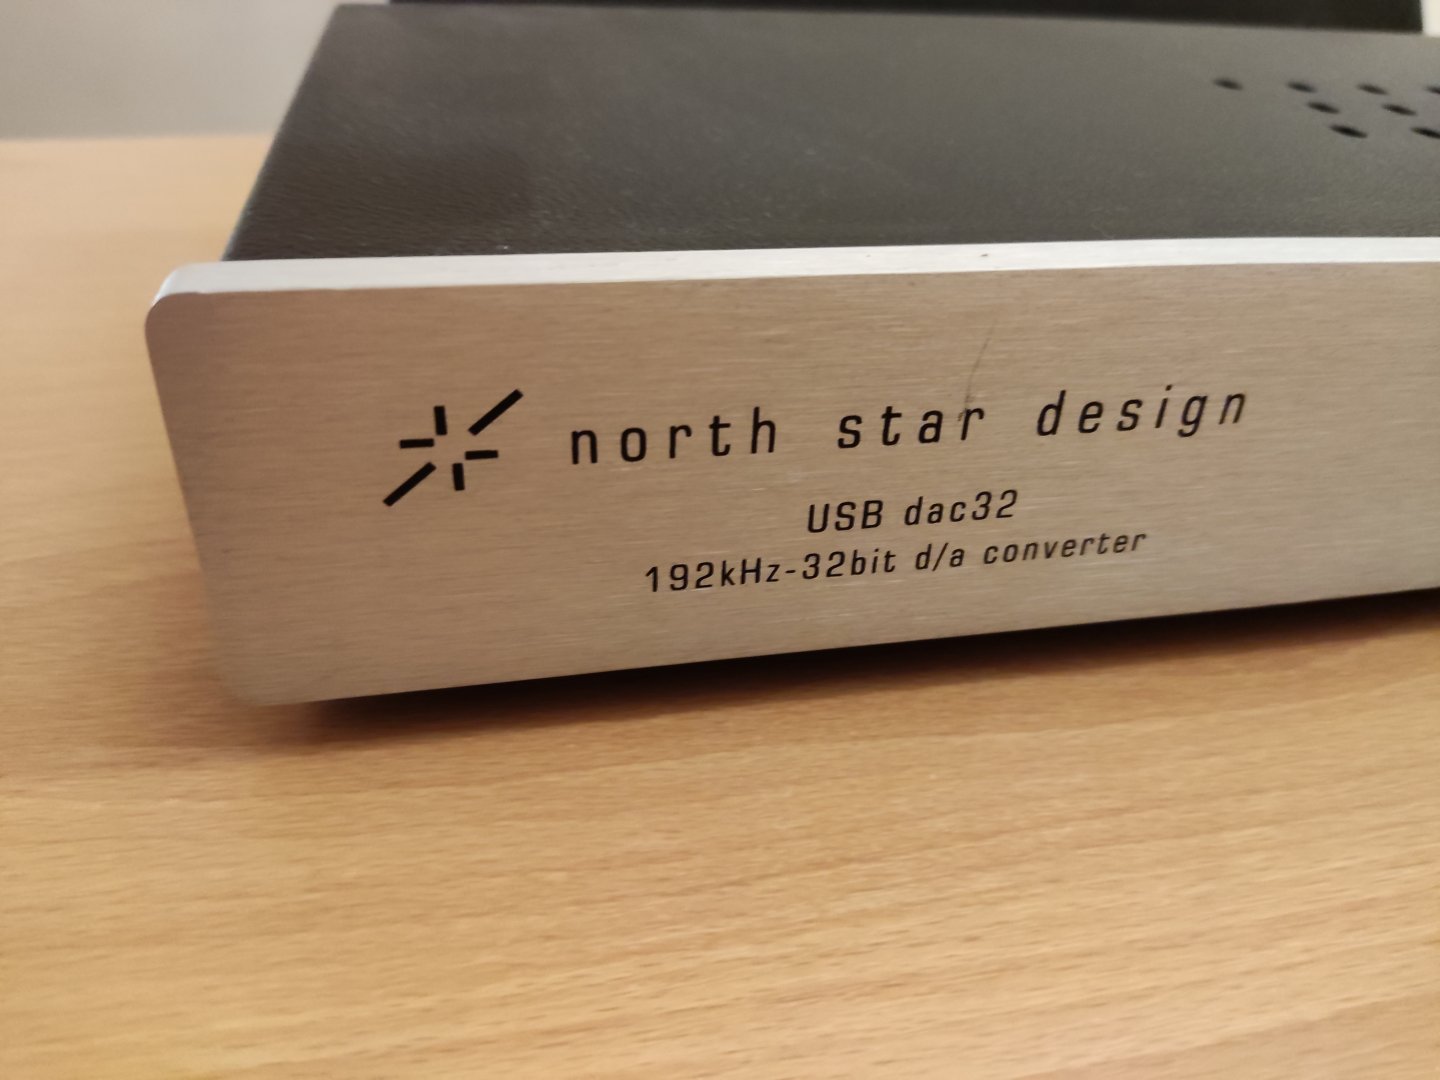 north star design
USB dac32
192kHz-32bit d/a converter